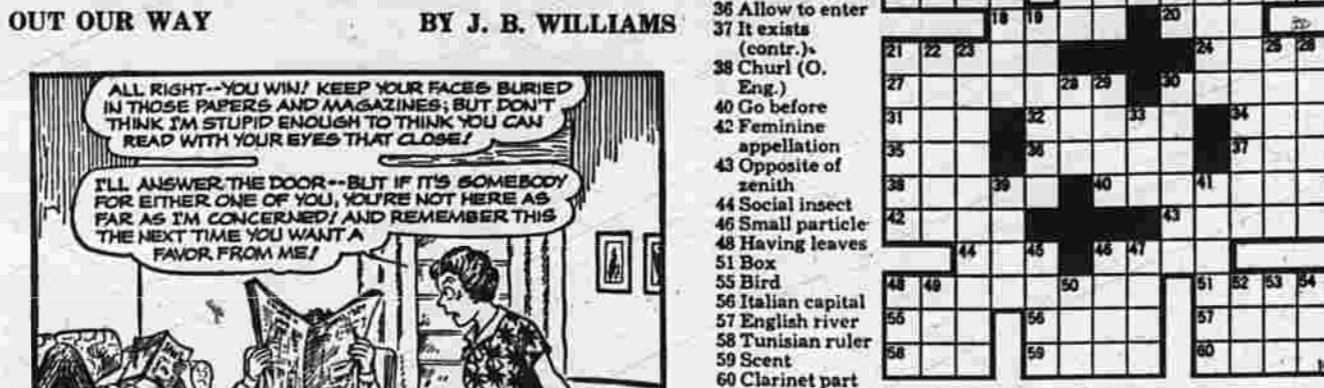 OUT OUR WAY
BY J. B. WILLIAMS
ALL RIGHT--YOU WIN! KEEP YOUR FACES BURIED
IN THOSE PAPERS AND MAGAZINES; BUT DON'T
THINK I'M STUPID ENOUGH TO THINK YOU CAN
READ WITH YOUR EYES THAT CLOSE!
I'LL ANSWER THE DOOR--BUT IF IT'S SOMEBODY
FOR EITHER ONE OF YOU, YOU'RE NOT HERE AS
FAR AS I'M CONCERNED! AND REMEMBER THIS
THE NEXT TIME YOU WANT A
FAVOR FROM ME!
36 Allow to enter
37 It exists
(contr.)
38 Churl (O.
Eng.)
40 Go before
42 Feminine
appellation
43 Opposite of
zenith
44 Social insect
46 Small particle
48 Having leaves
51 Box
55 Bird
56 Italian capital
57 English river
58 Tunisian ruler
59 Scent
60 Clarinet part
18 19 20
21 22 23 24 25 26
27 28 29 30
31 32 33 34
35 36 37
38 39 40 41
42 43
44 45 46 47
48 49 50 51 52 53 54
55 56 57
58 59 60